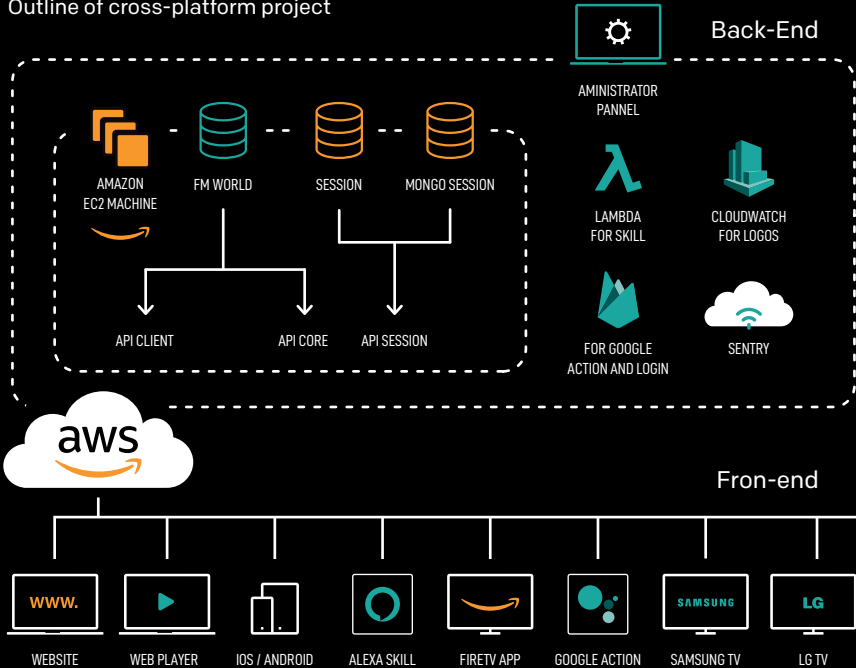 Outline of cross-platform project
Back-End
AMINISTRATOR
PANNEL
AMAZON
EC2 MACHINE
FM WORLD
SESSION
MONGO SESSION
LAMBDA
FOR SKILL
CLOUDWATCH
FOR LOGOS
API CLIENT
API CORE
API SESSION
FOR GOOGLE
ACTION AND LOGIN
SENTRY
aws
Fron-end
WWW.
SAMSUNG
LG
WEBSITE
WEB PLAYER
IOS / ANDROID
ALEXA SKILL
FIRETV APP
GOOGLE ACTION
SAMSUNG TV
LG TV